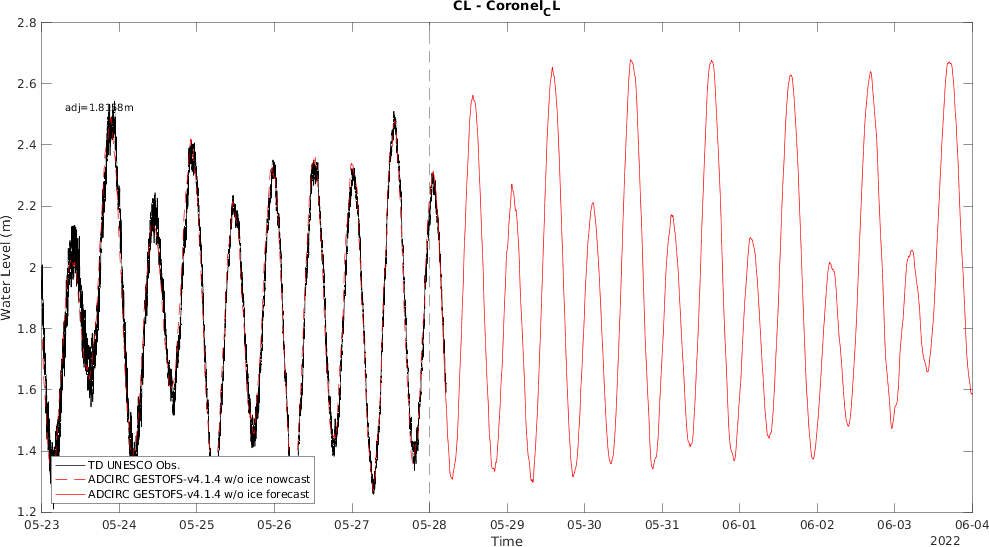 CL - Coronel_CL
2.8
2.6
2.4
2.2
2
1.8
1.6
1.4
1.2
Water Level (m)
TD UNESCO Obs.
ADCIRC GESTOFS-v4.1.4 w/o ice nowcast
ADCIRC GESTOFS-v4.1.4 w/o ice forecast
05-23 05-24 05-25 05-26 05-27 05-28 05-29 05-30 05-31 06-01 06-02 06-03 06-04
Time
2022